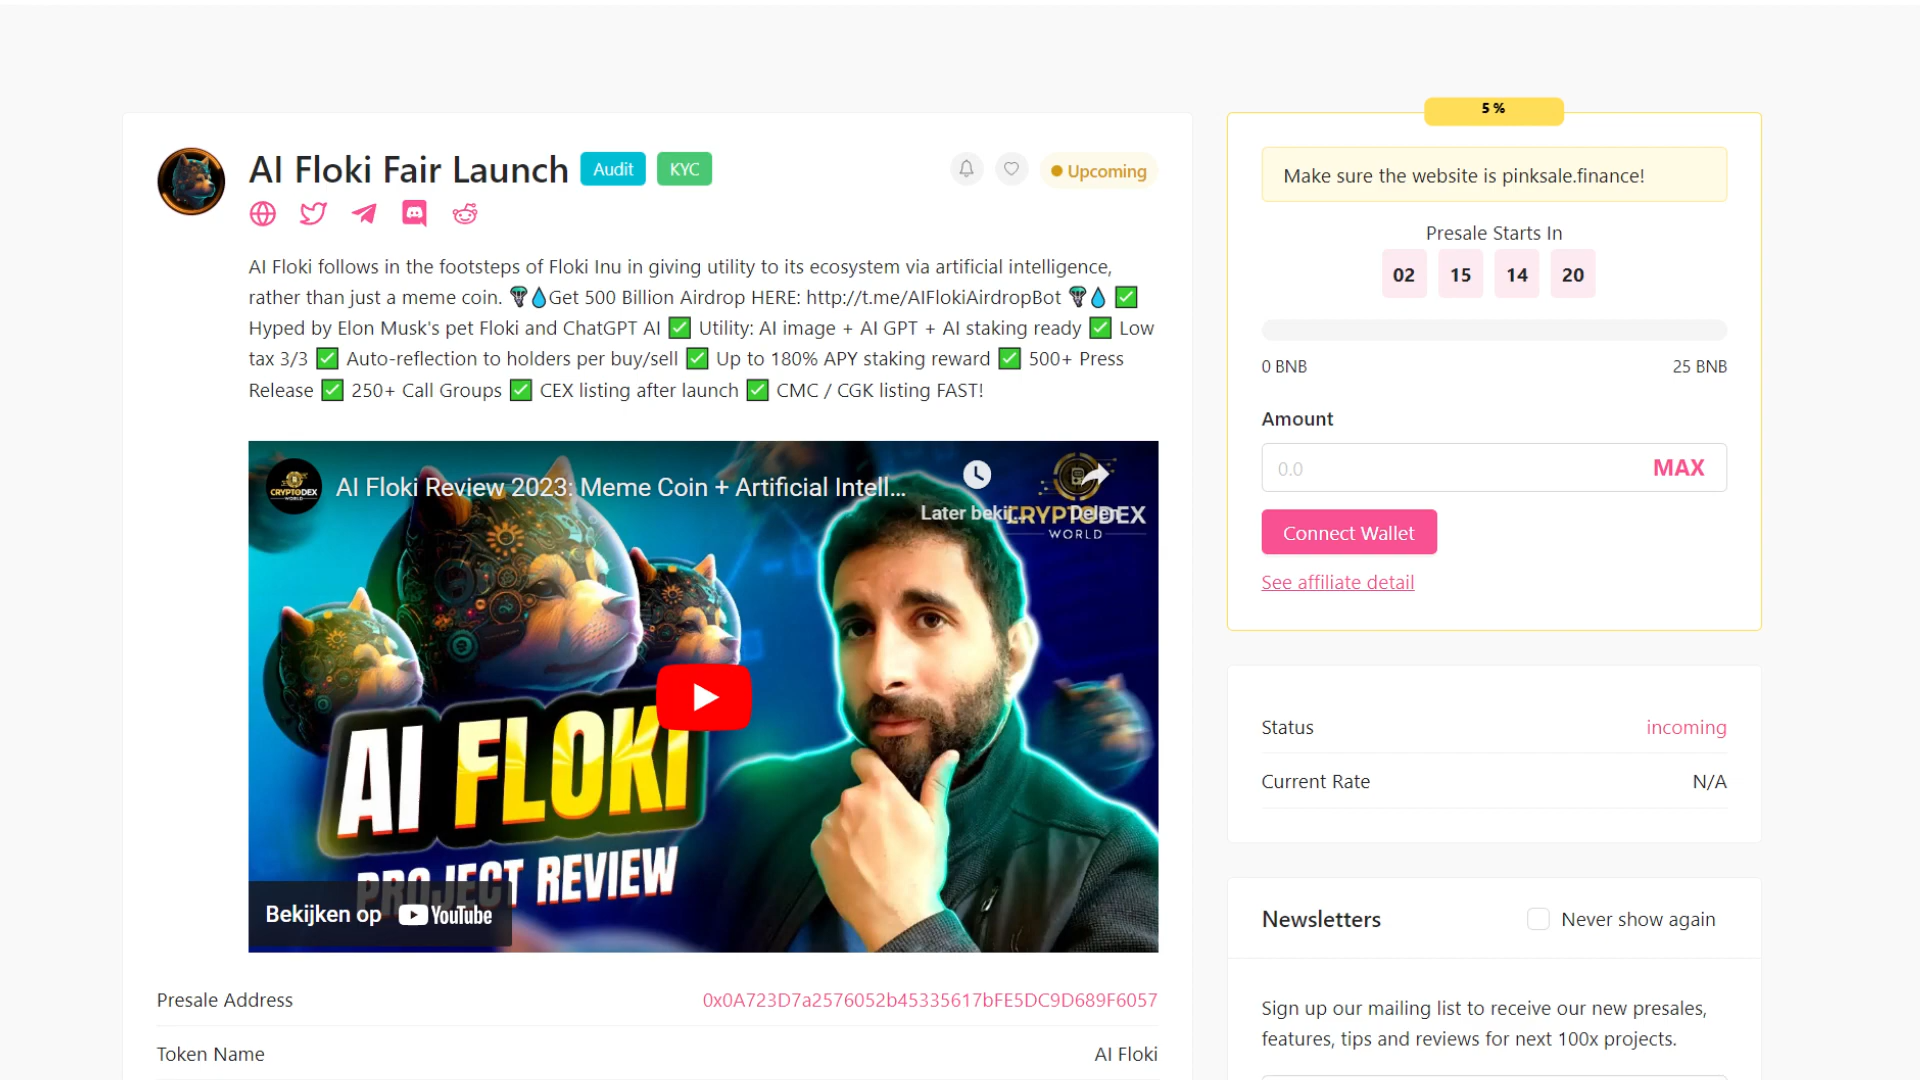 AI Floki Fair Launch Audit KYC
Upcoming
AI Floki follows in the footsteps of Floki Inu in giving utility to its ecosystem via artificial intelligence,
rather than just a meme coin. 🪂💧Get 500 Billion Airdrop HERE: http://t.me/AIFlokiAirdropBot 🪂💧 ✅
Hyped by Elon Musk's pet Floki and ChatGPT AI ✅ Utility: AI image + AI GPT + AI staking ready ✅ Low
tax 3/3 ✅ Auto-reflection to holders per buy/sell ✅ Up to 180% APY staking reward ✅ 500+ Press
Release ✅ 250+ Call Groups ✅ CEX listing after launch ✅ CMC / CGK listing FAST!
CRYPTODEX
WORLD
AI Floki Review 2023: Meme Coin + Artificial Intell...
Later bekij...
Delen
CRYPTODEX
WORLD
AI FLOKI
PROJECT REVIEW
Bekijken op YouTube
Presale Address 0x0A723D7a2576052b45335617bFE5DC9D689F6057
Token Name AI Floki
5 %
Make sure the website is pinksale.finance!
Presale Starts In
02 15 14 20
0 BNB 25 BNB
Amount
0.0 MAX
Connect Wallet
See affiliate detail
Status incoming
Current Rate N/A
Newsletters Never show again
Sign up our mailing list to receive our new presales,
features, tips and reviews for next 100x projects.